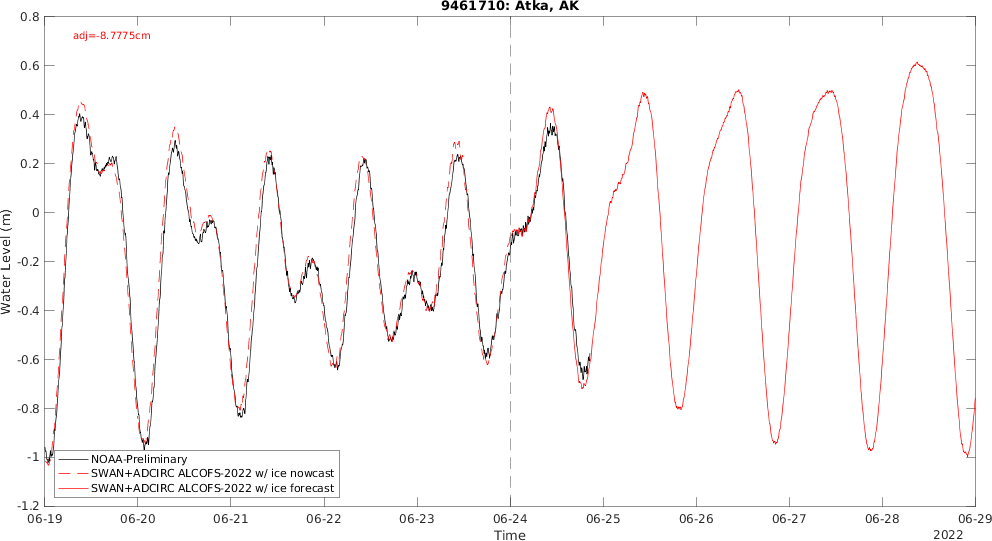 9461710: Atka, AK
adj=-8.7775cm
0.8
0.6
0.4
0.2
0
-0.2
-0.4
-0.6
-0.8
-1
-1.2
Water Level (m)
NOAA-Preliminary
SWAN+ADCIRC ALCOFS-2022 w/ ice nowcast
SWAN+ADCIRC ALCOFS-2022 w/ ice forecast
06-19 06-20 06-21 06-22 06-23 06-24 06-25 06-26 06-27 06-28 06-29
Time
2022